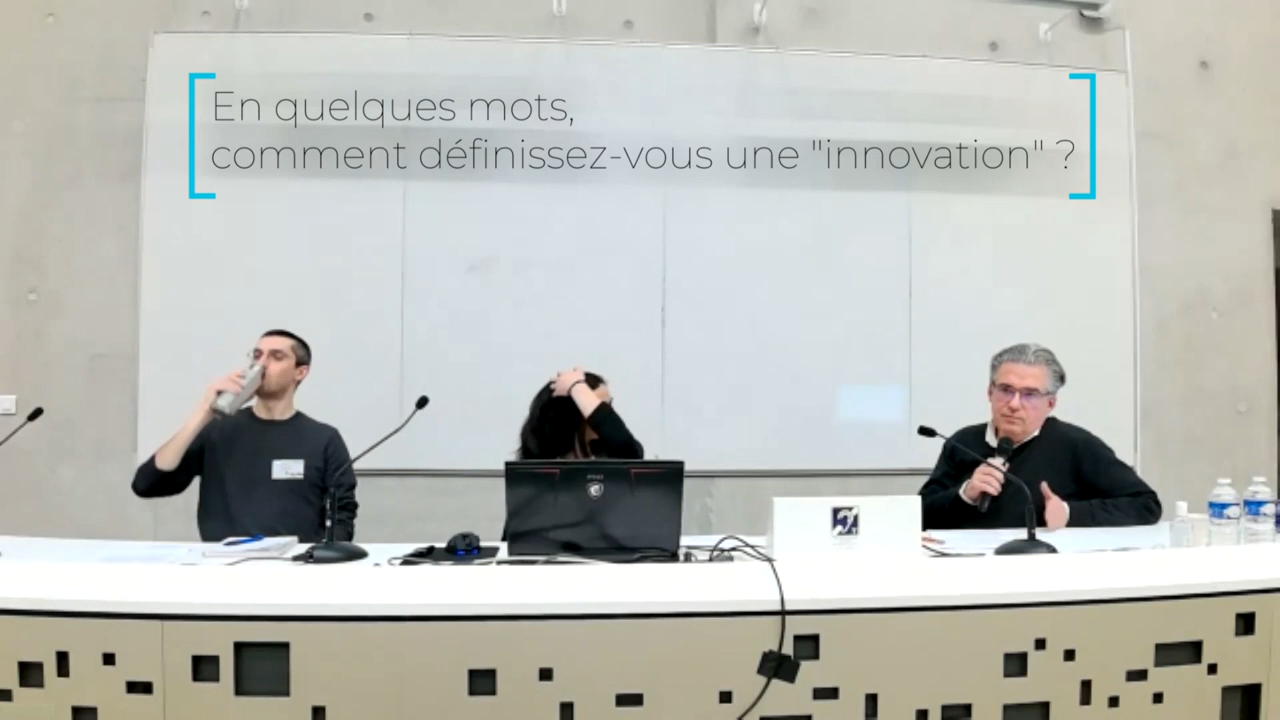 En quelques mots,
comment définissez-vous une "innovation" ?